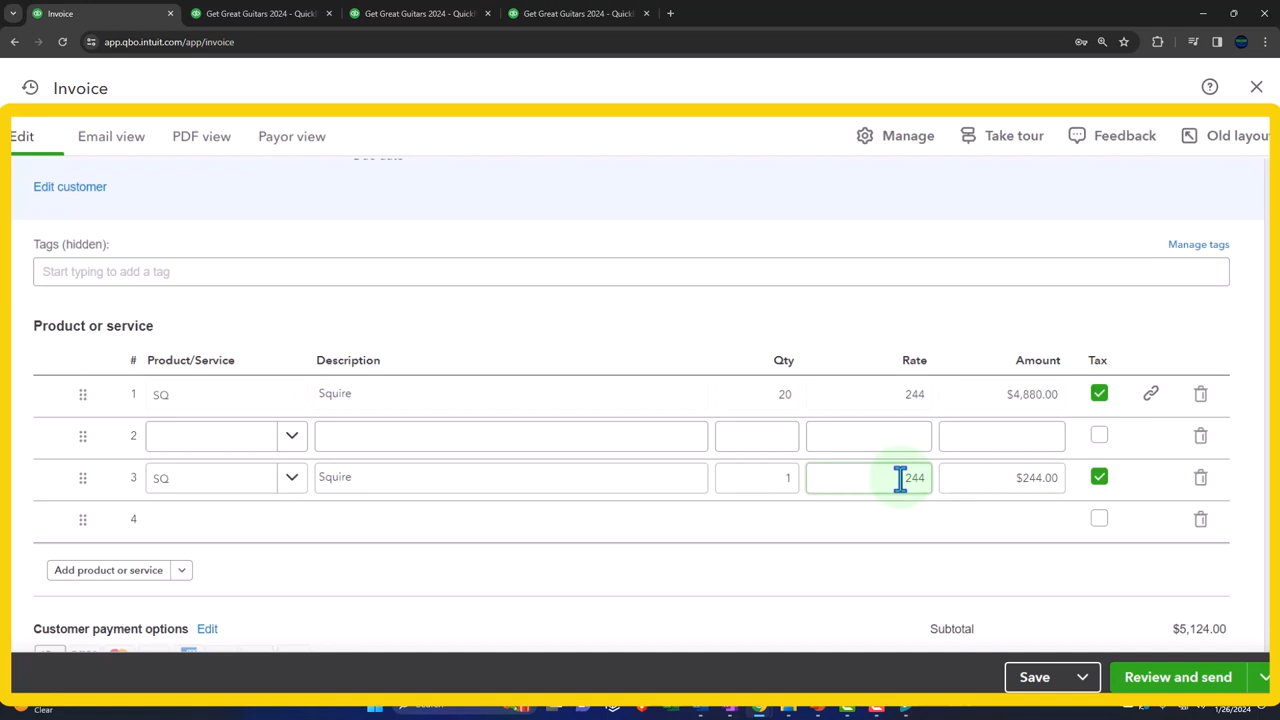 Invoice
Get Great Guitars 2024 - Quick
Get Great Guitars 2024 - Quick
Get Great Guitars 2024 - Quick
app.qbo.intuit.com/app/invoice
Invoice
Edit
Email view
PDF view
Payor view
Manage
Take tour
Feedback
Old layou
Edit customer
Tags (hidden):
Manage tags
Start typing to add a tag
Product or service
# Product/Service Description Qty Rate Amount Tax
1 SQ Squire 20 244 $4,880.00
2
3 SQ Squire 1 244 $244.00
4
Add product or service
Customer payment options Edit
Subtotal $5,124.00
Save
Review and send
Clear
Search
1/26/2024